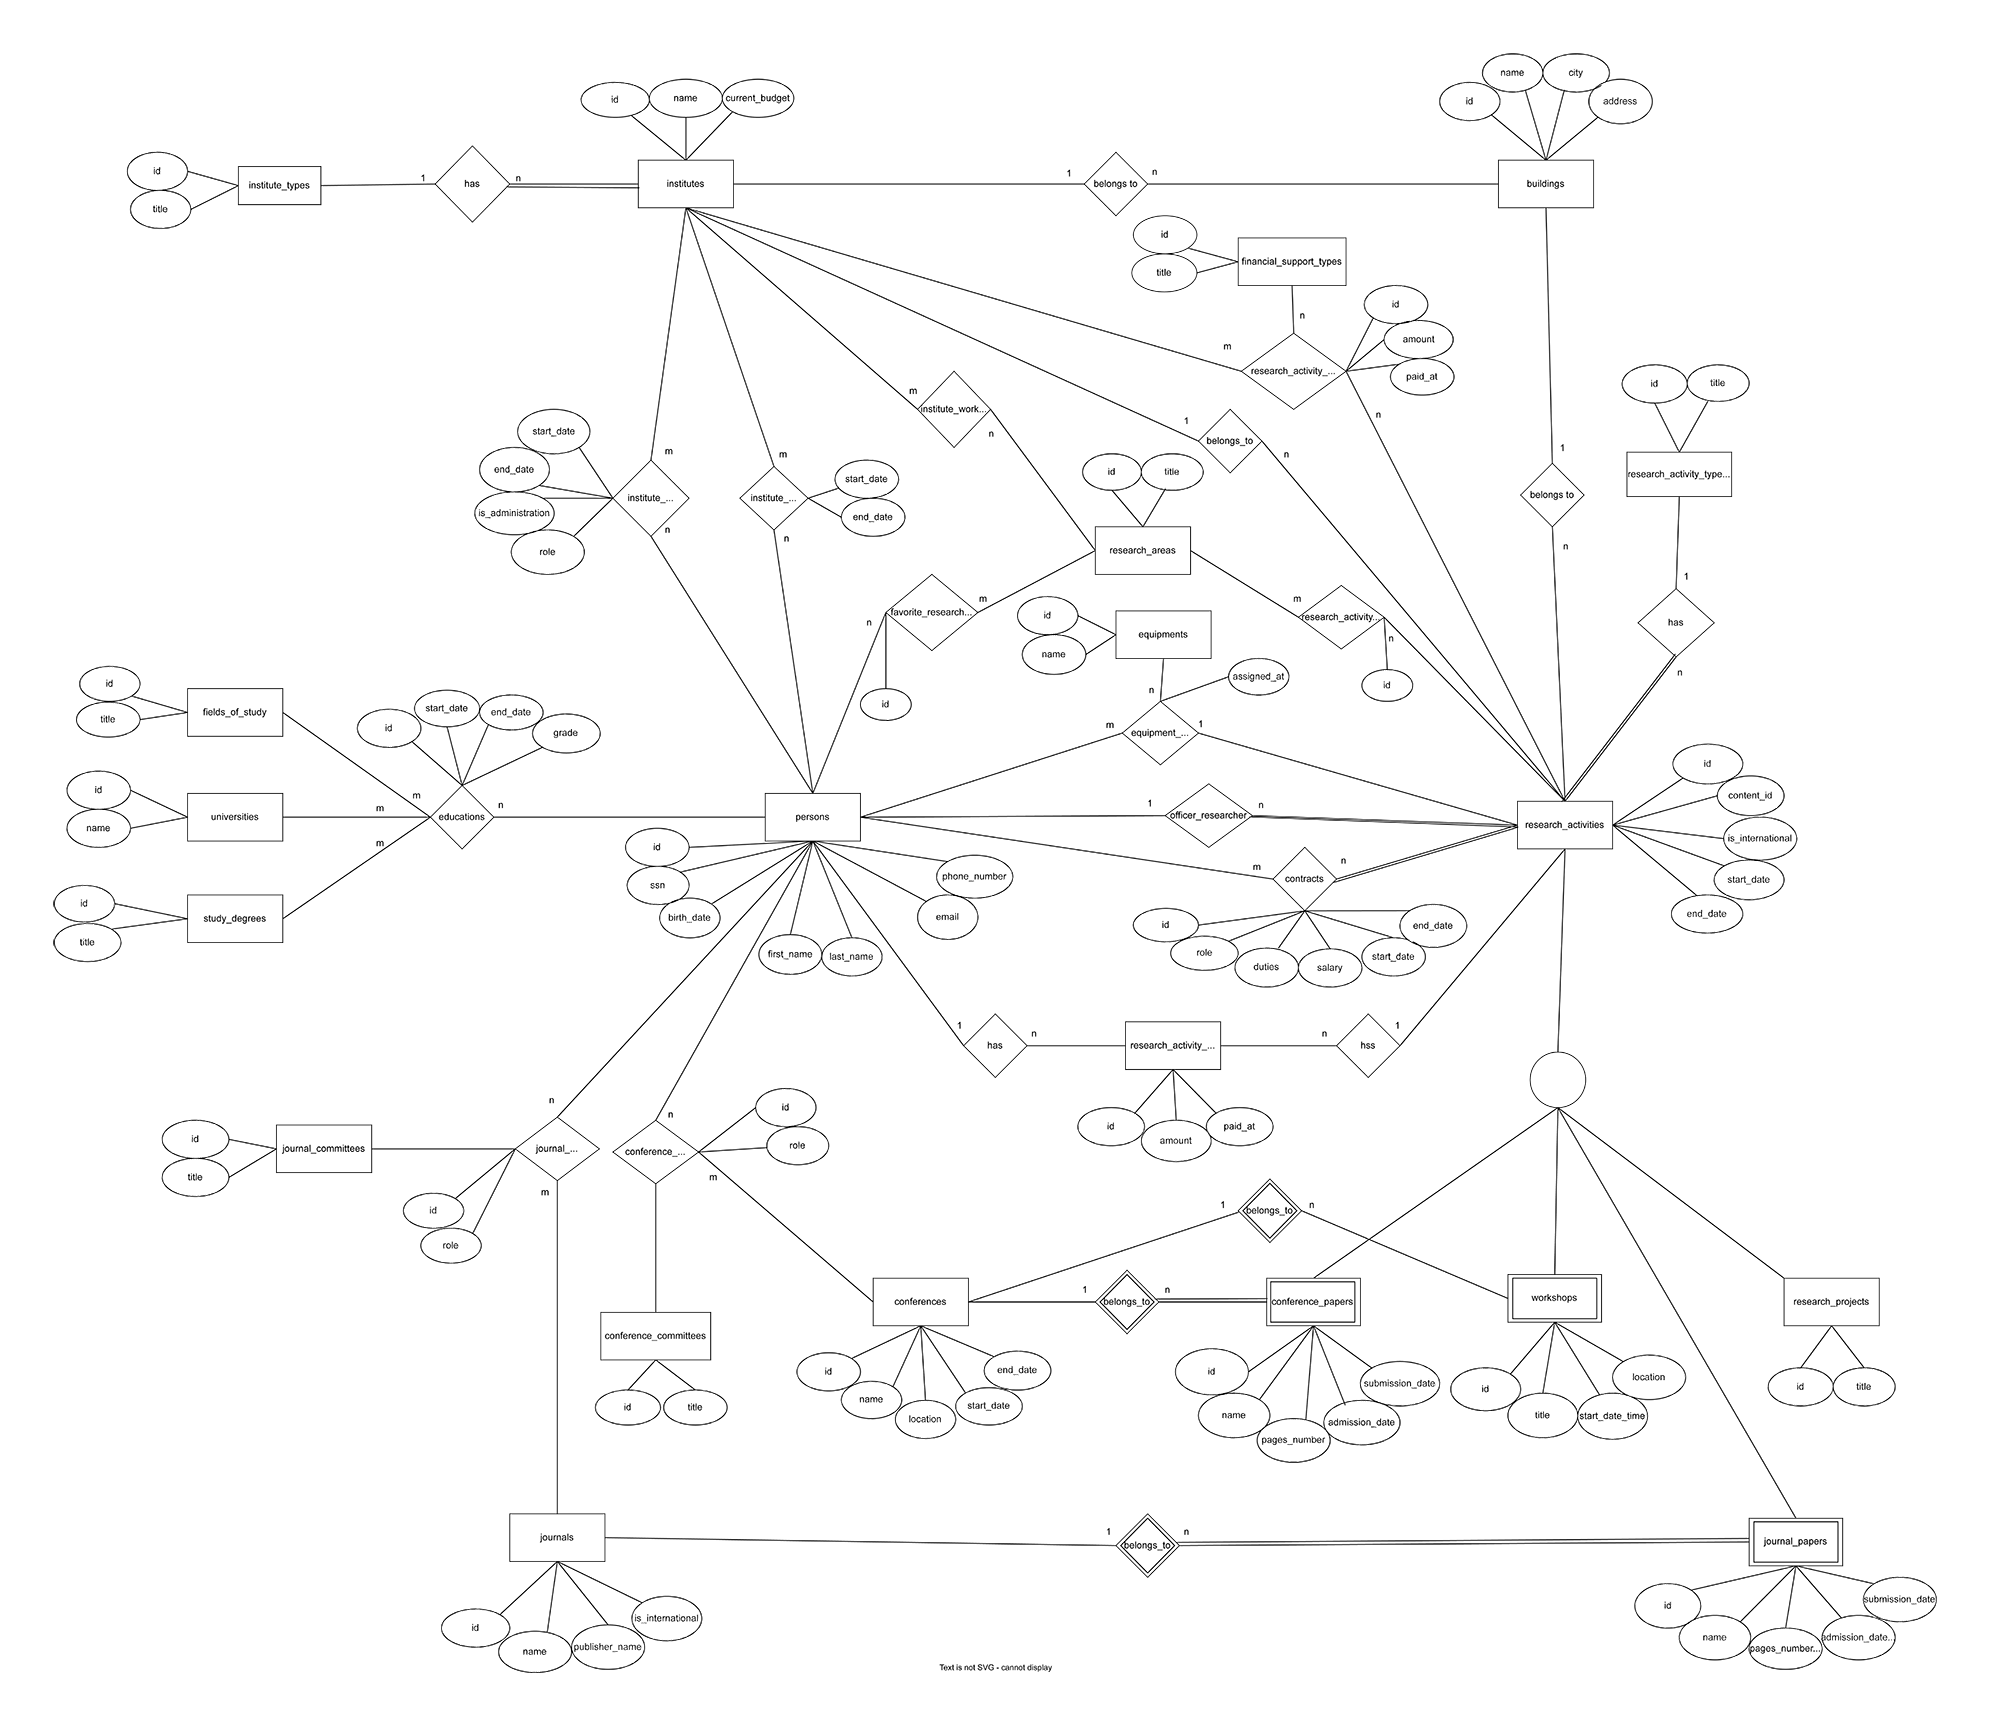 name
city
id
name
current_budget
id
address
id
title
institute_types
1
has
n
institutes
1
belongs to
n
buildings
id
title
financial_support_types
n
id
amount
paid_at
m
research_activity_...
n
id
title
research_activity_type...
1
has
n
m
institute_work...
n
1
belongs_to
n
1
belongs to
n
start_date
end_date
is_administration
role
m
institute_...
n
m
institute_...
n
start_date
end_date
id
title
research_areas
m
favorite_research...
n
id
m
research_activity...
n
id
id
name
equipments
n
assigned_at
m
equipment_...
1
id
title
fields_of_study
id
start_date
end_date
grade
id
name
universities
m
m
m
educations
n
persons
1
officer_researcher
n
research_activities
id
content_id
is_international
start_date
end_date
id
title
study_degrees
id
ssn
birth_date
first_name
last_name
email
phone_number
m
contracts
n
id
role
duties
salary
start_date
end_date
1
has
n
research_activity_...
n
hss
1
id
amount
paid_at
id
title
journal_committees
n
journal_...
m
id
role
n
conference_...
m
id
role
1
belongs_to
n
conferences
1
belongs_to
n
conference_papers
workshops
research_projects
conference_committees
id
title
id
name
location
start_date
end_date
id
name
pages_number
admission_date
submission_date
id
title
start_date_time
location
id
title
journals
1
belongs_to
n
journal_papers
id
name
publisher_name
is_international
id
name
pages_number...
admission_date...
submission_date
Text is not SVG - cannot display